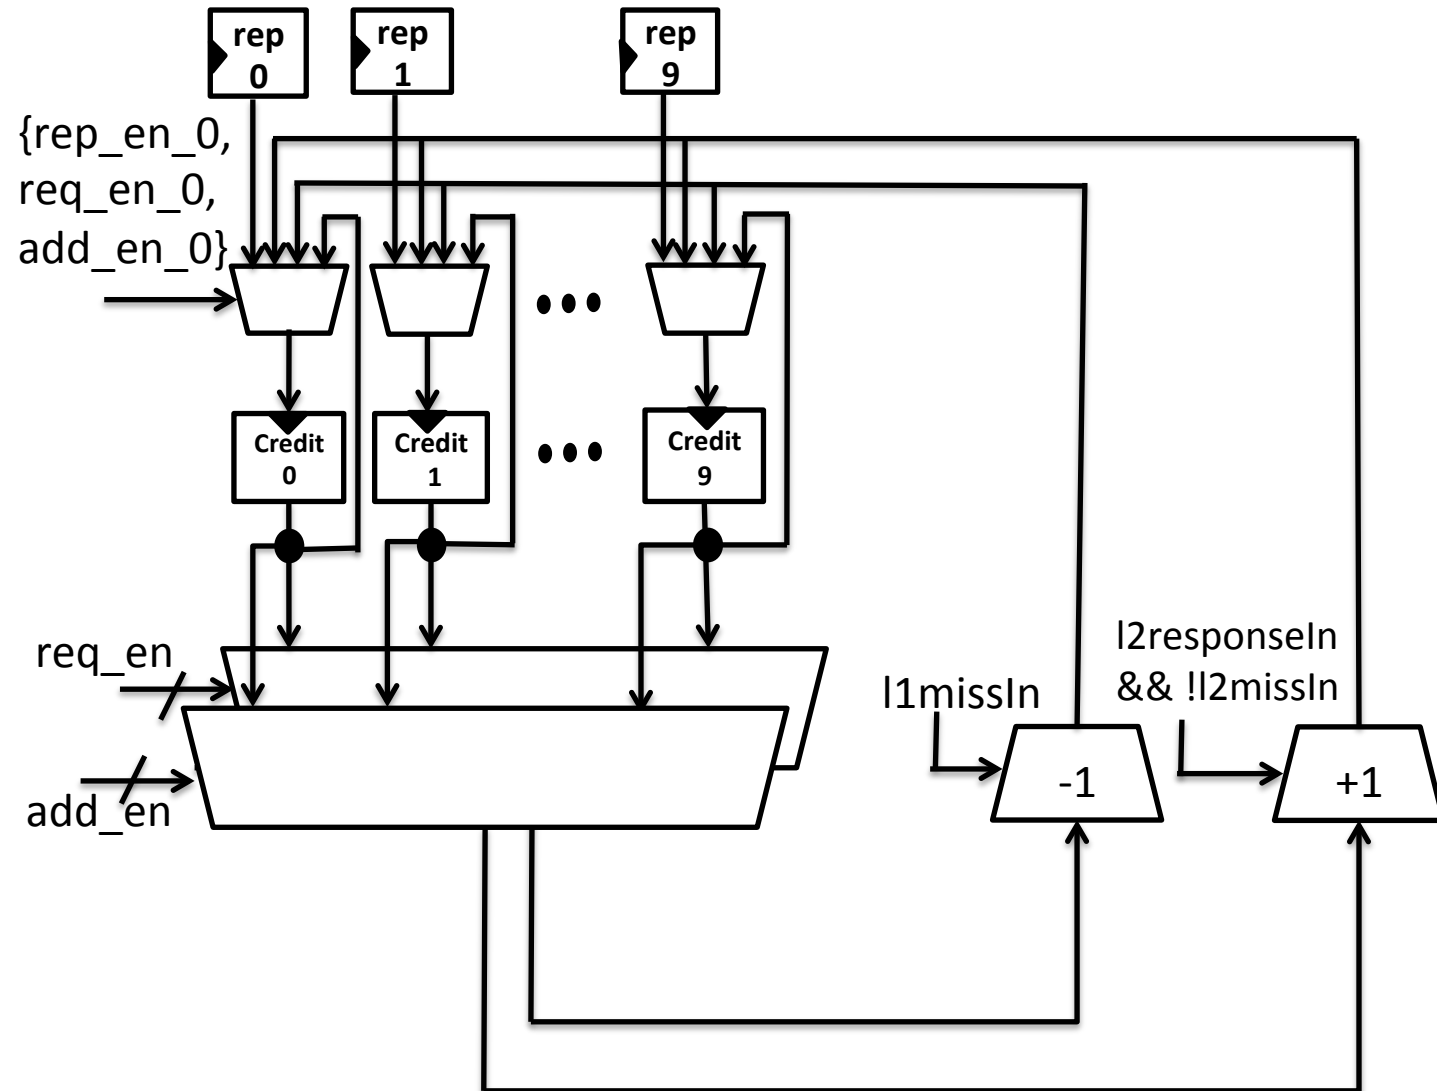 rep
0
rep
1
rep
9
{rep_en_0,
req_en_0,
add_en_0}
Credit
0
Credit
1
Credit
9
req_en
add_en
l1missIn
l2responseIn
&& !l2missIn
-1
+1